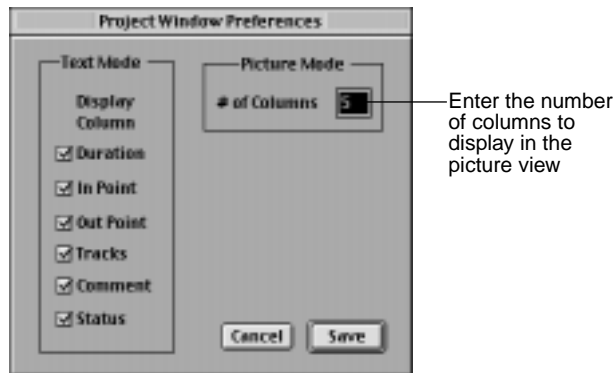 Project Window Preferences
Text Mode
Display
Column
Duration
In Point
Out Point
Tracks
Comment
Status
Picture Mode
# of Columns 5
Cancel Save
Enter the number
of columns to
display in the
picture view